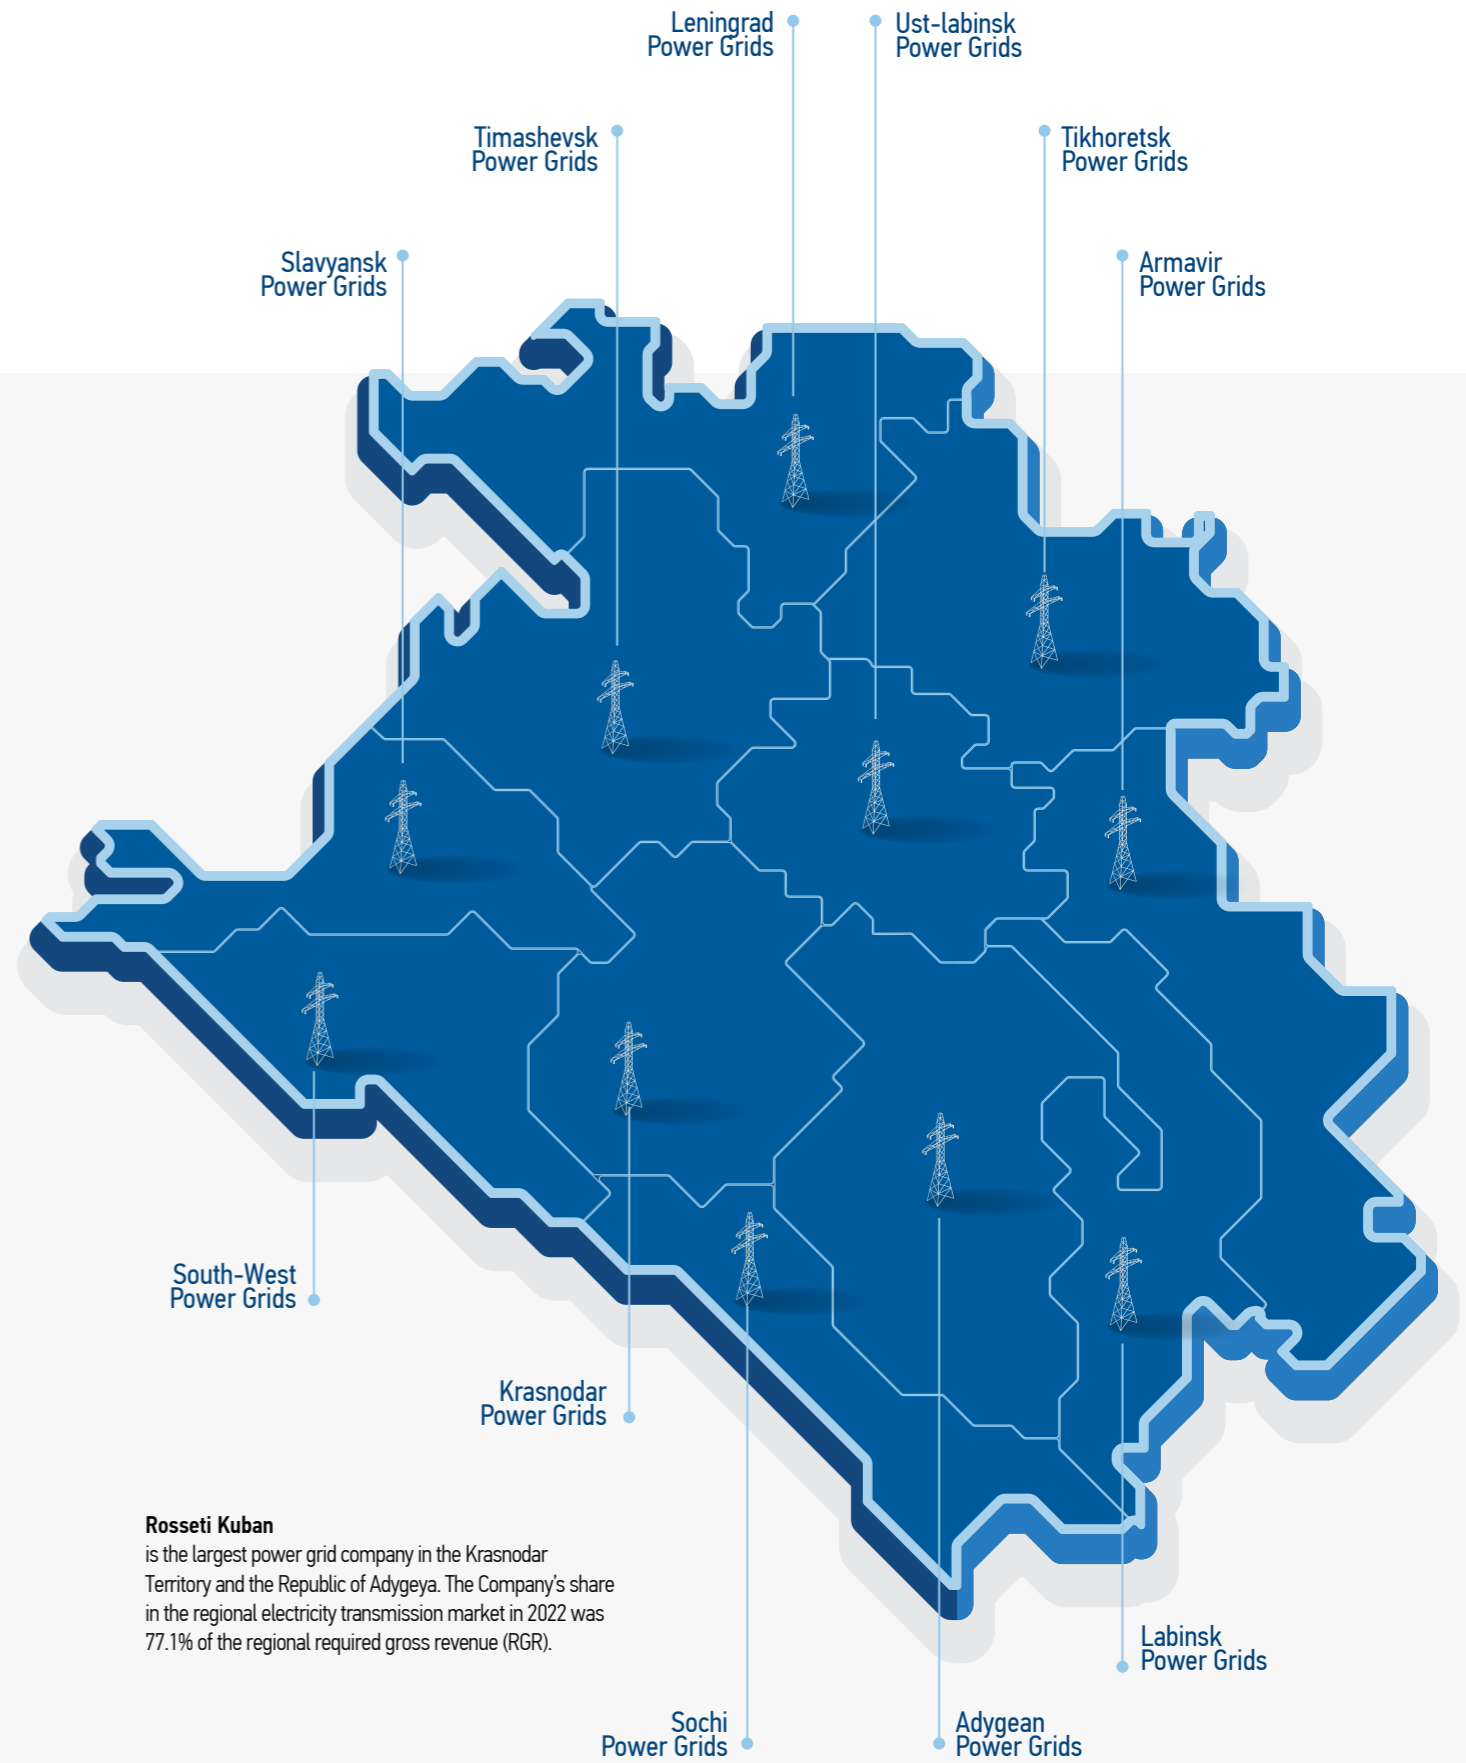 Leningrad
Power Grids
Ust-labinsk
Power Grids
Timashevsk
Power Grids
Tikhoretsk
Power Grids
Slavyansk
Power Grids
Armavir
Power Grids
South-West
Power Grids
Krasnodar
Power Grids
Rosseti Kuban
is the largest power grid company in the Krasnodar
Territory and the Republic of Adygeya. The Company’s share
in the regional electricity transmission market in 2022 was
77.1% of the regional required gross revenue (RGR).
Labinsk
Power Grids
Sochi
Power Grids
Adygean
Power Grids